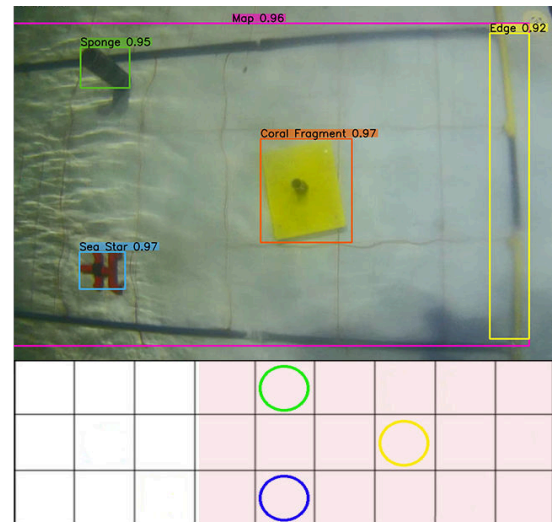 Map 0.96
Edge 0.92
Sponge 0.95
Coral Fragment 0.97
Sea Star 0.97